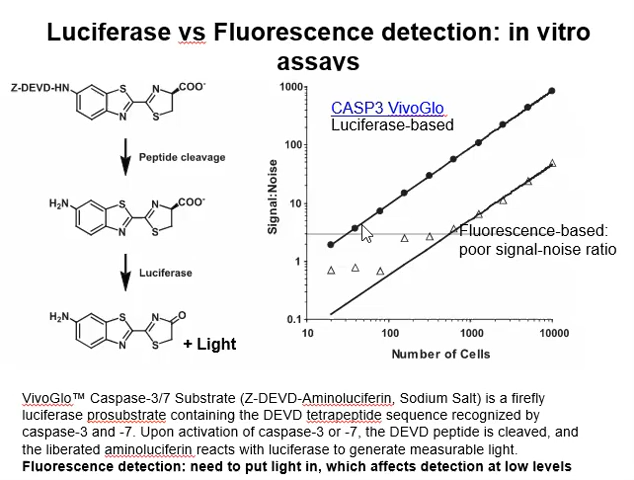 Luciferase vs Fluorescence detection: in vitro
assays
Z-DEVD-HN
S
N
COO⁻
N
S
Peptide cleavage
H₂N
S
N
COO⁻
N
S
Luciferase
H₂N
S
N
O
N
S
+ Light
Signal:Noise
1000
100
10
1
0.1
CASP3 VivoGlo
Luciferase-based
Fluorescence-based:
poor signal-noise ratio
10
100
1000
10000
Number of Cells
VivoGlo™ Caspase-3/7 Substrate (Z-DEVD-Aminoluciferin, Sodium Salt) is a firefly
luciferase prosubstrate containing the DEVD tetrapeptide sequence recognized by
caspase-3 and -7. Upon activation of caspase-3 or -7, the DEVD peptide is cleaved, and
the liberated aminoluciferin reacts with luciferase to generate measurable light.
Fluorescence detection: need to put light in, which affects detection at low levels